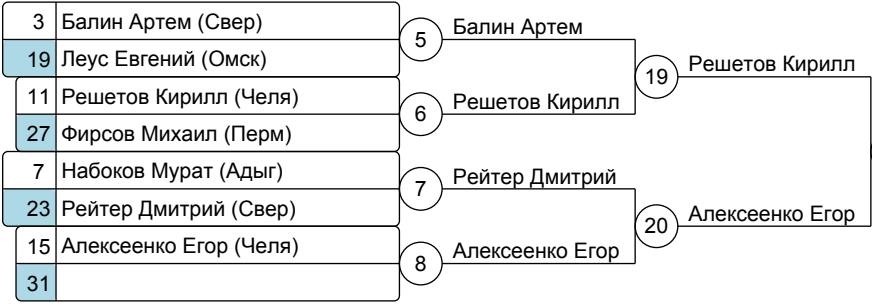 3 Балин Артем (Свер)
19 Леус Евгений (Омск)
11 Решетов Кирилл (Челя)
27 Фирсов Михаил (Перм)
7 Набоков Мурат (Адыг)
23 Рейтер Дмитрий (Свер)
15 Алексеенко Егор (Челя)
31
5 Балин Артем
6 Решетов Кирилл
7 Рейтер Дмитрий
8 Алексеенко Егор
19 Решетов Кирилл
20 Алексеенко Егор